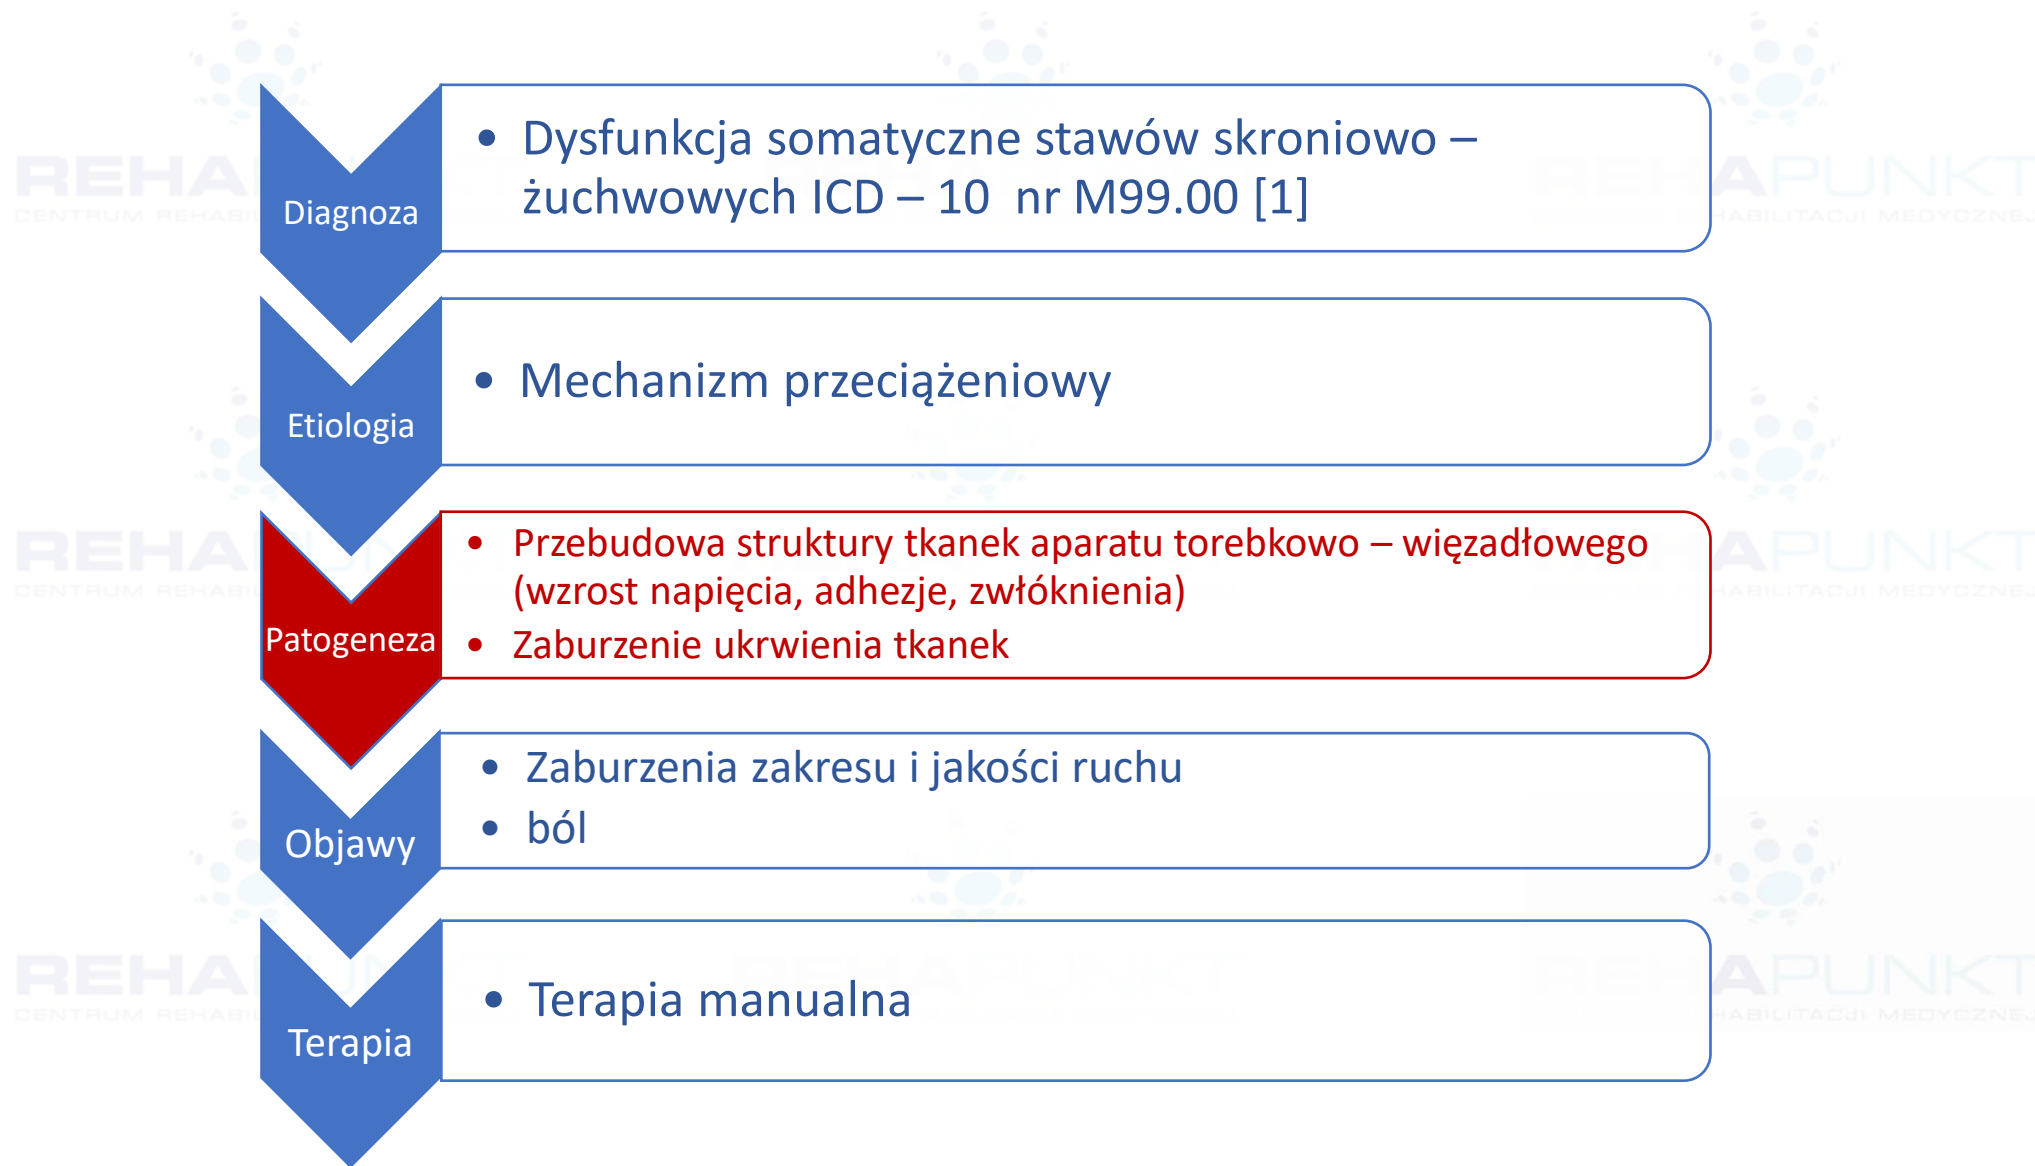 Diagnoza
• Dysfunkcja somatyczne stawów skroniowo –
żuchwowych ICD – 10 nr M99.00 [1]
Etiologia
• Mechanizm przeciążeniowy
Patogeneza
• Przebudowa struktury tkanek aparatu torebkowo – więzadłowego
(wzrost napięcia, adhezje, zwłóknienia)
• Zaburzenie ukrwienia tkanek
Objawy
• Zaburzenia zakresu i jakości ruchu
• ból
Terapia
• Terapia manualna
REHAPUNKT